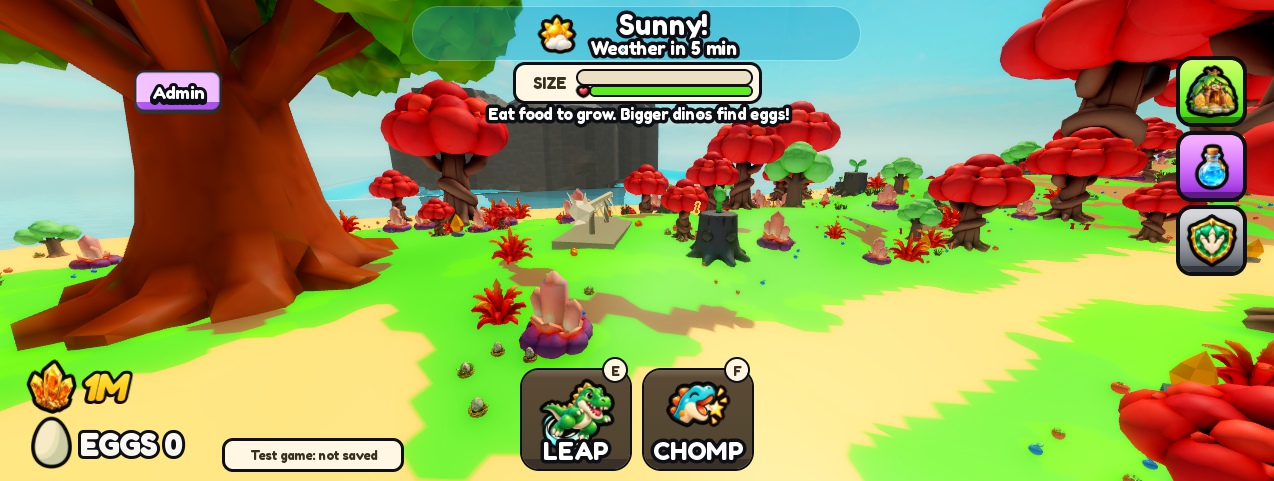 Sunny!
Weather in 5 min
Admin
SIZE
Eat food to grow. Bigger dinos find eggs!
1M
EGGS 0
Test game: not saved
E
LEAP
F
CHOMP